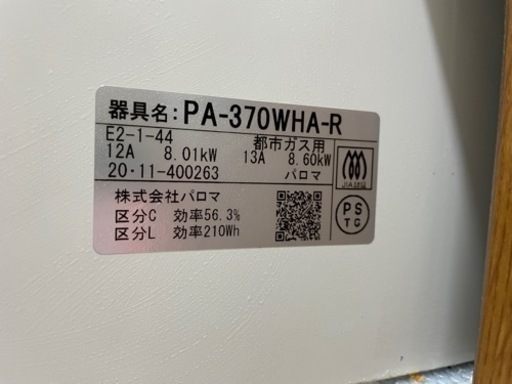 器具名:PA-370WHA-R
E2-1-44 都市ガス用
12A 8.01kW 13A 8.60kW
20・11-400263 パロマ
株式会社パロマ
区分C 効率56.3%
区分L 効率210Wh
PS
TG